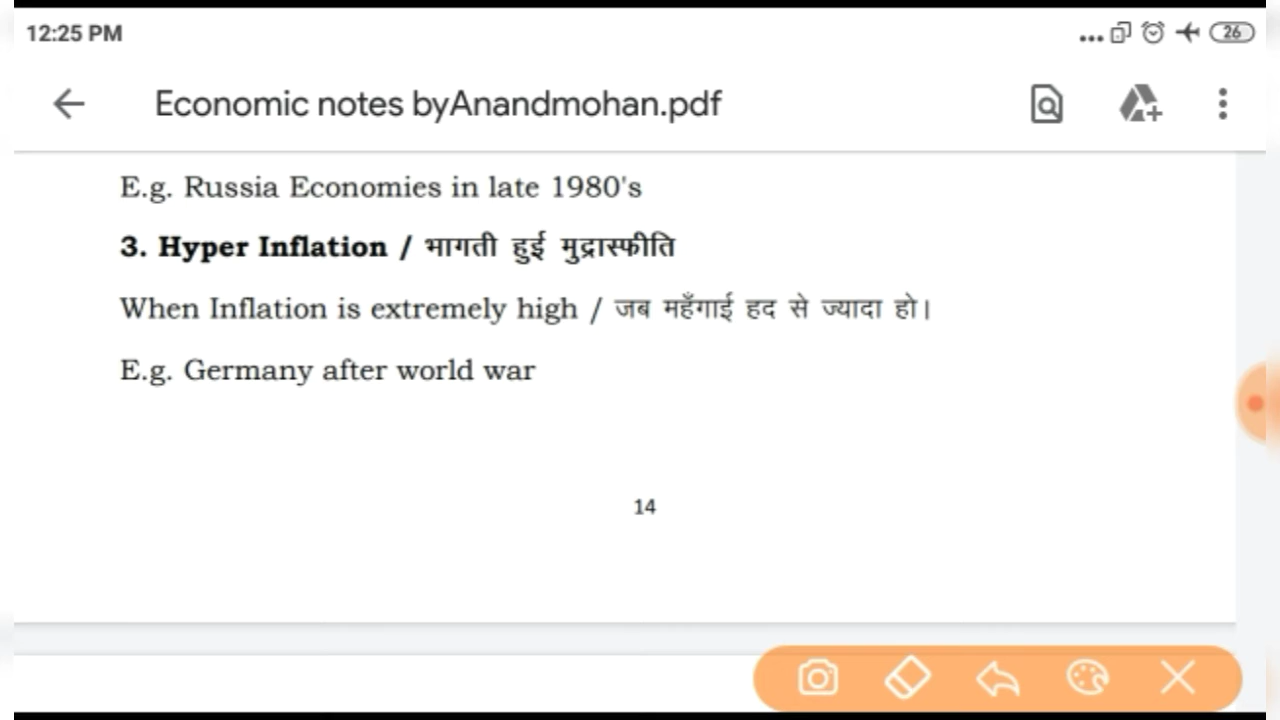 12:25 PM
26
Economic notes byAnandmohan.pdf
E.g. Russia Economies in late 1980's
3. Hyper Inflation / भागती हुई मुद्रास्फीति
When Inflation is extremely high / जब महँगाई हद से ज्यादा हो।
E.g. Germany after world war
14